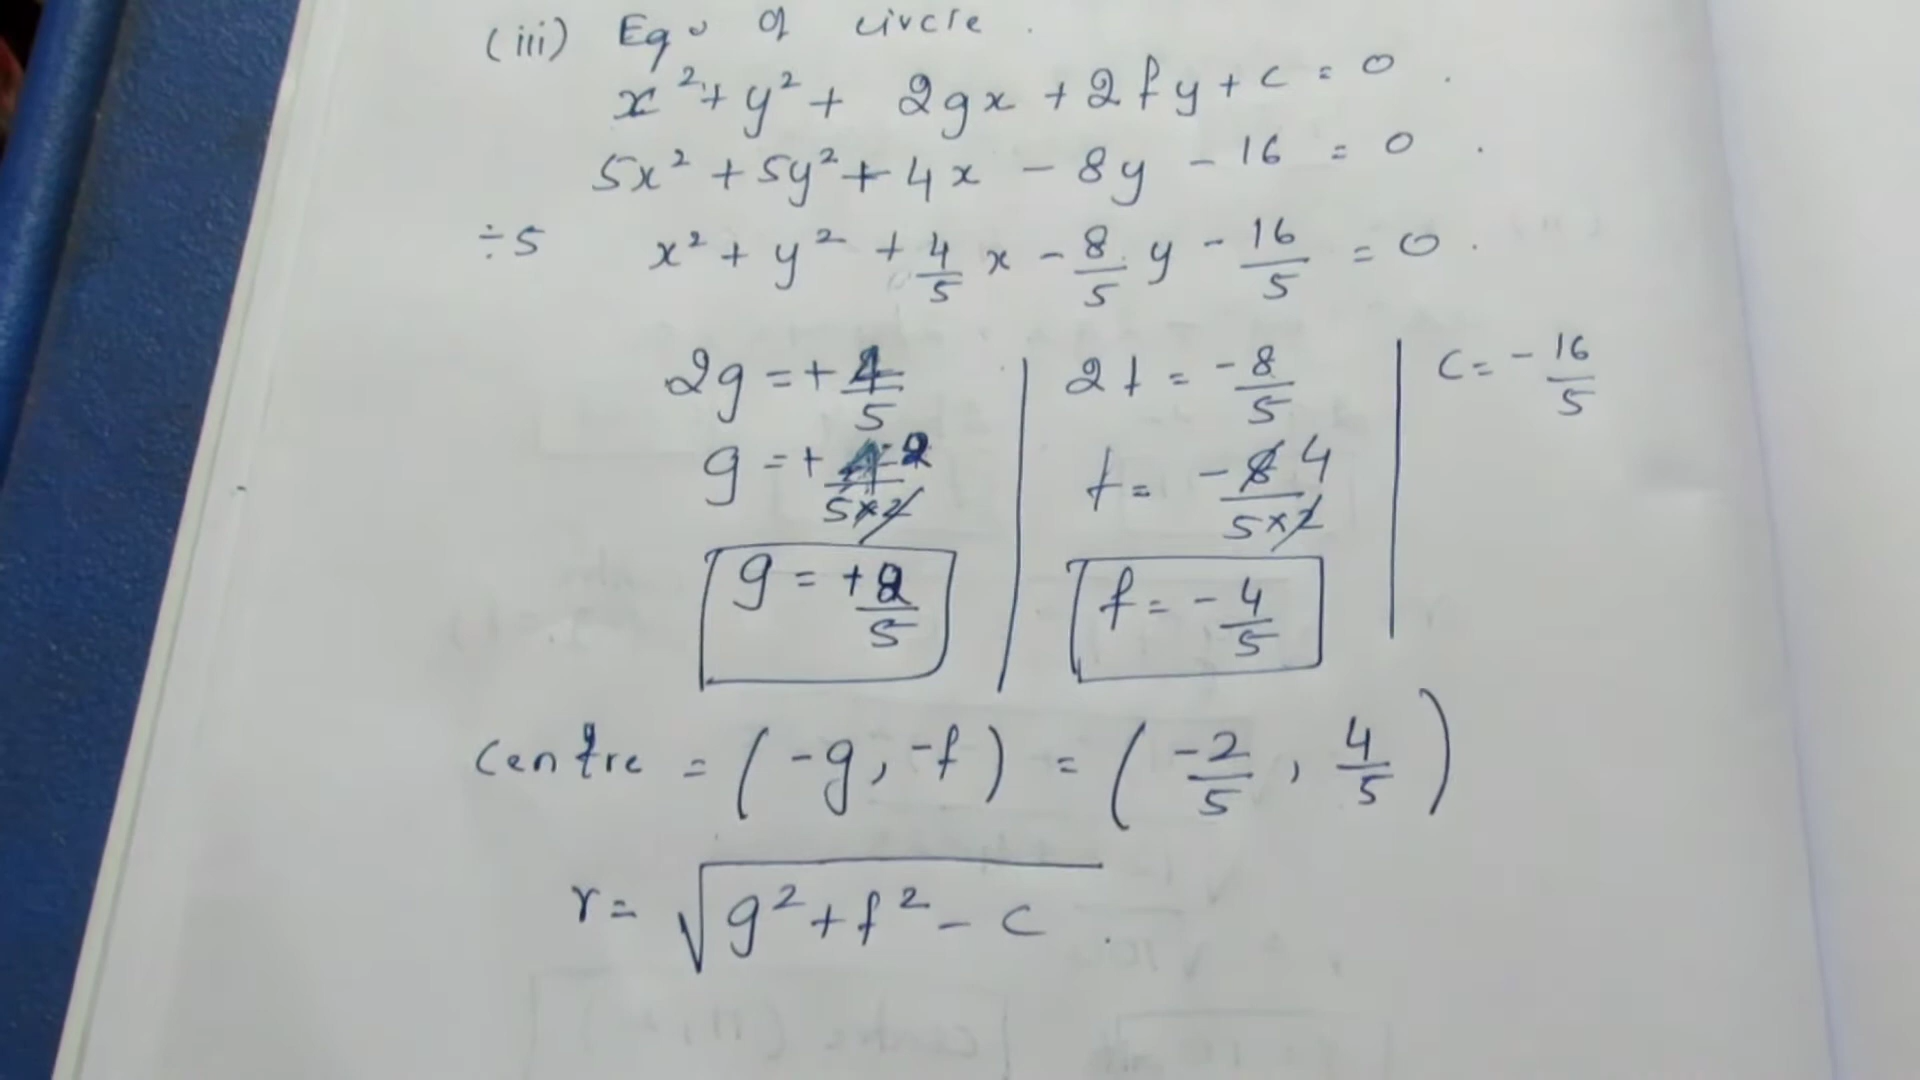 (iii) Eqn of circle.
x² + y² + 2gx + 2fy + c = 0.
5x² + 5y² + 4x - 8y - 16 = 0.
÷5 x² + y² + 4/5 x - 8/5 y - 16/5 = 0.
2g = + 4/5 | 2f = - 8/5 | c = - 16/5
g = + 4 2/5×2 | f = - 8 4/5×2
g = + 2/5 | f = - 4/5
Centre = (-g, -f) = (-2/5, 4/5)
r = √g² + f² - c.